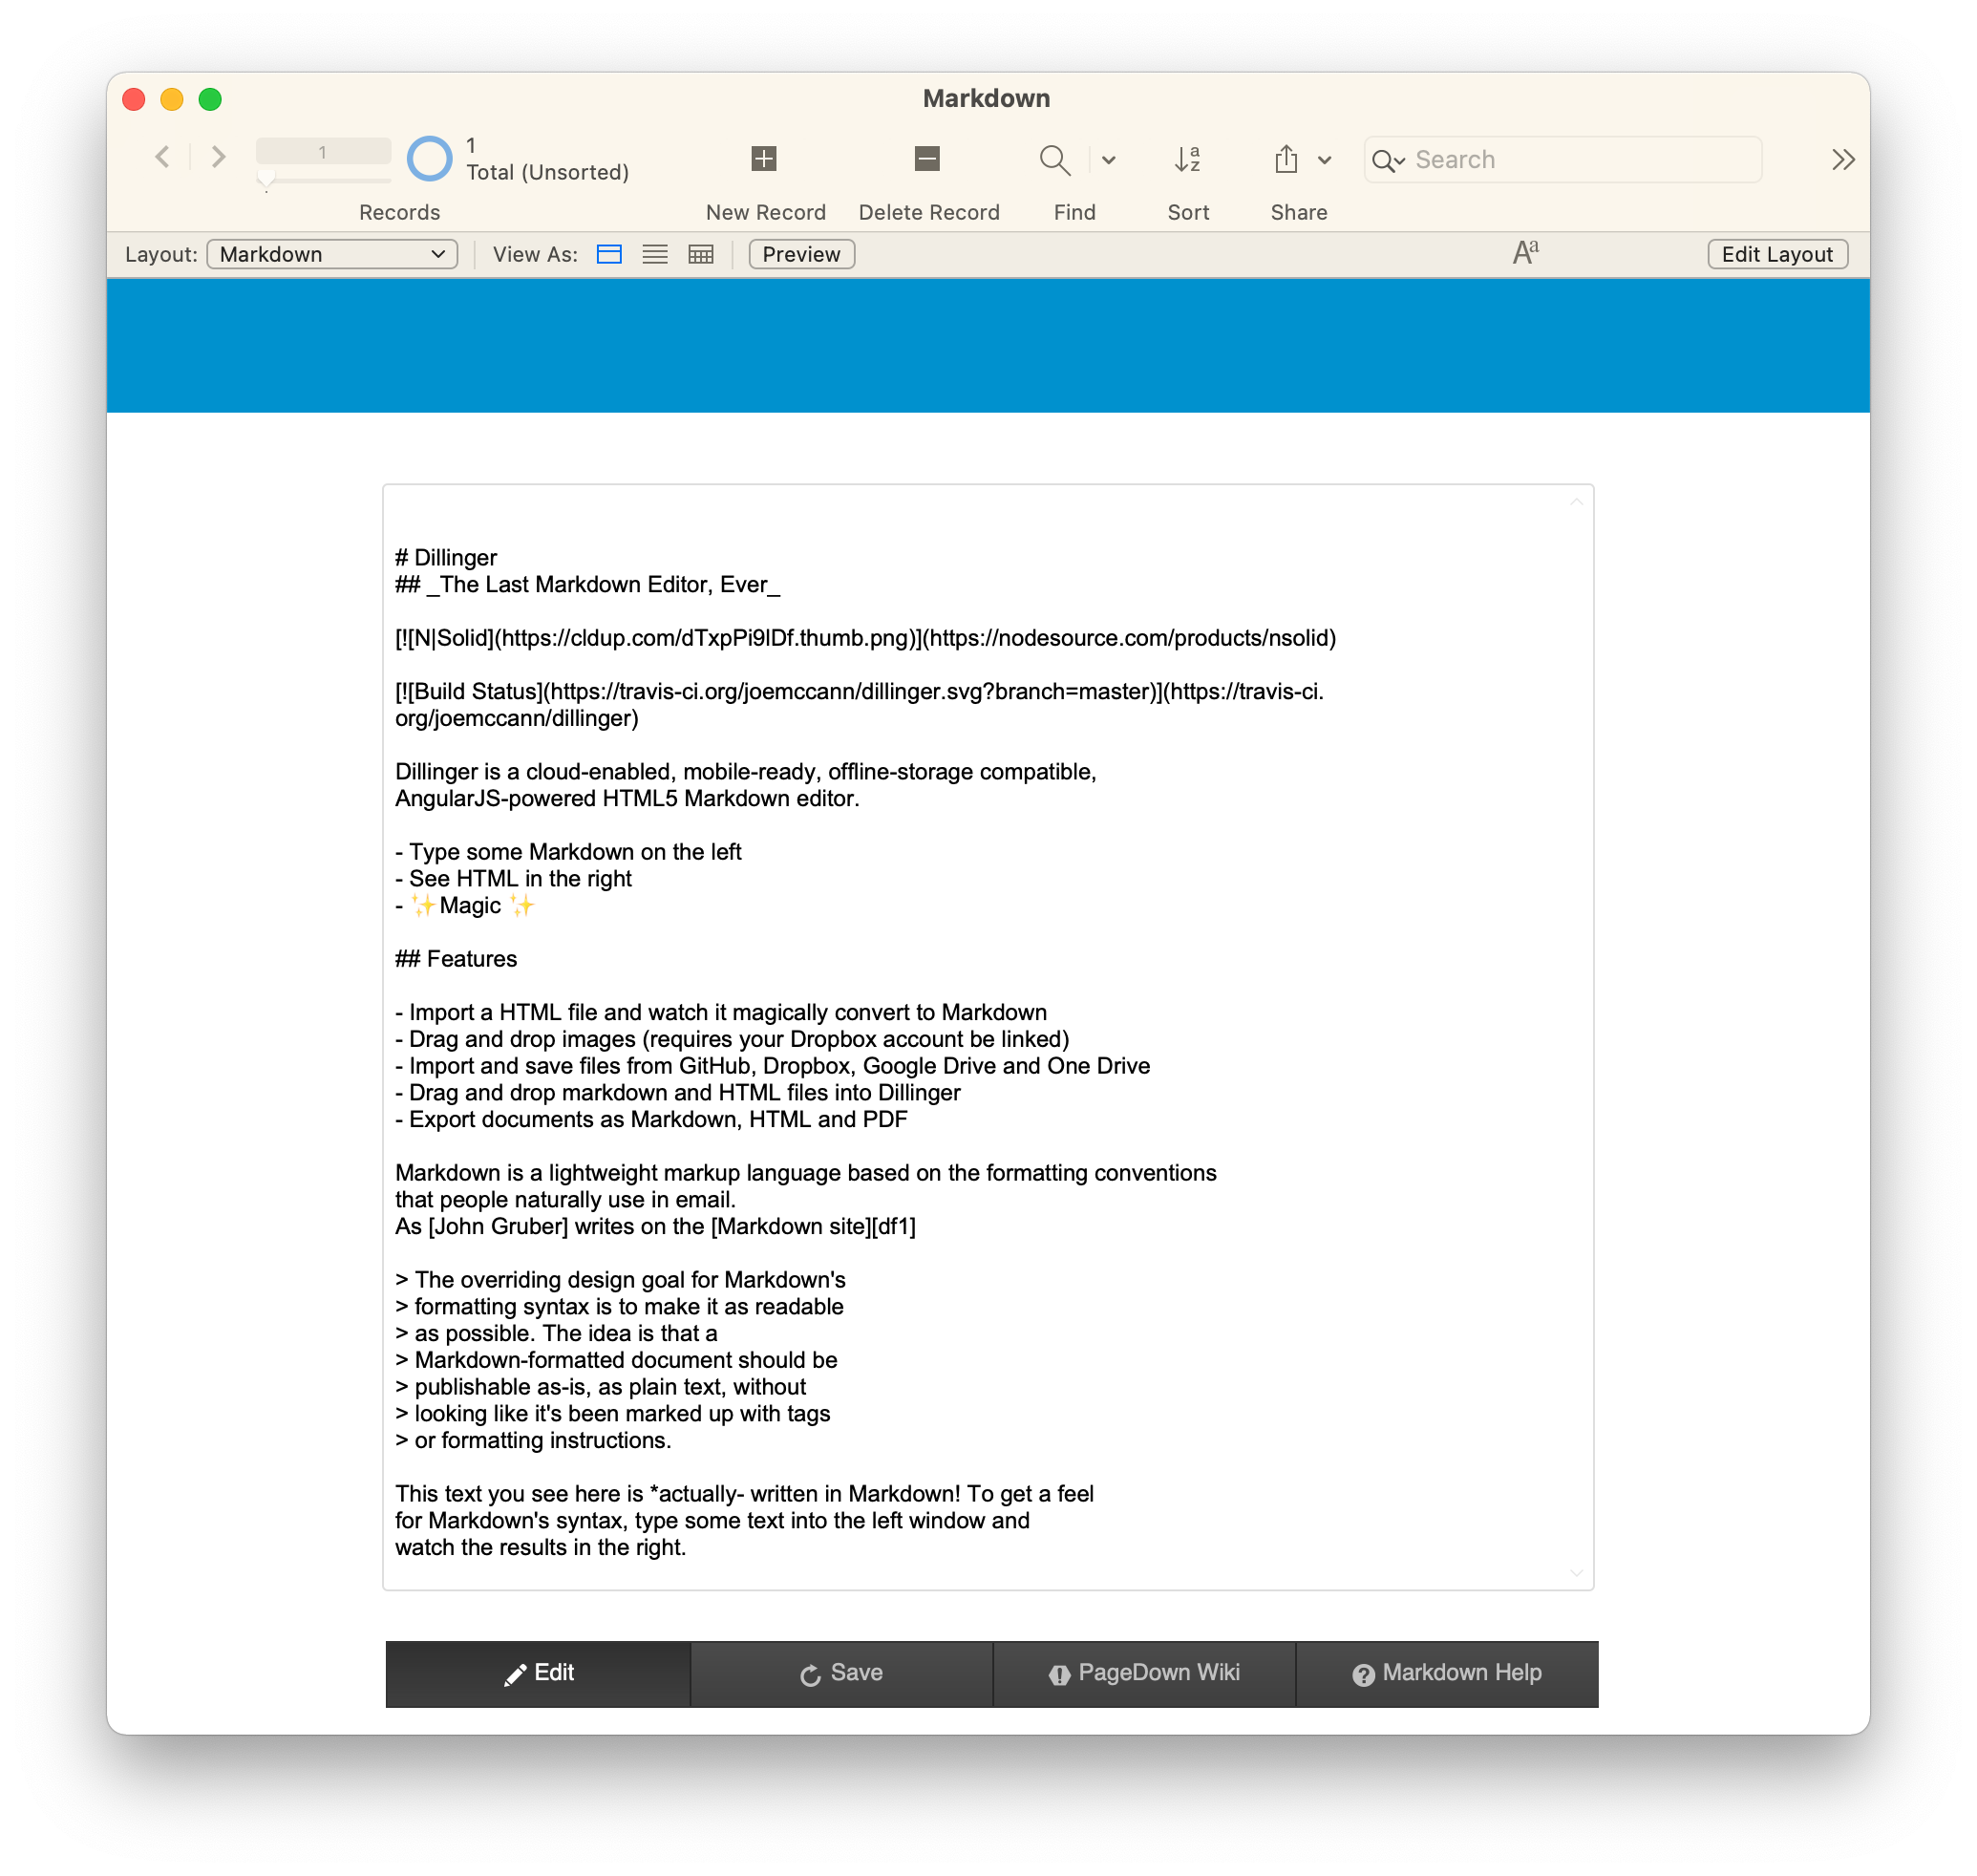 Markdown
1
1
Total (Unsorted)
Records
New Record
Delete Record
Find
Sort
Share
Search
Layout:
Markdown
View As:
Preview
Aa
Edit Layout
# Dillinger
## _The Last Markdown Editor, Ever_
[![N|Solid](https://cldup.com/dTxpPi9lDf.thumb.png)](https://nodesource.com/products/nsolid)
[![Build Status](https://travis-ci.org/joemccann/dillinger.svg?branch=master)](https://travis-ci.
org/joemccann/dillinger)
Dillinger is a cloud-enabled, mobile-ready, offline-storage compatible,
AngularJS-powered HTML5 Markdown editor.
- Type some Markdown on the left
- See HTML in the right
- ✨Magic ✨
## Features
- Import a HTML file and watch it magically convert to Markdown
- Drag and drop images (requires your Dropbox account be linked)
- Import and save files from GitHub, Dropbox, Google Drive and One Drive
- Drag and drop markdown and HTML files into Dillinger
- Export documents as Markdown, HTML and PDF
Markdown is a lightweight markup language based on the formatting conventions
that people naturally use in email.
As [John Gruber] writes on the [Markdown site][df1]
> The overriding design goal for Markdown's
> formatting syntax is to make it as readable
> as possible. The idea is that a
> Markdown-formatted document should be
> publishable as-is, as plain text, without
> looking like it's been marked up with tags
> or formatting instructions.
This text you see here is *actually- written in Markdown! To get a feel
for Markdown's syntax, type some text into the left window and
watch the results in the right.
Edit
Save
PageDown Wiki
Markdown Help